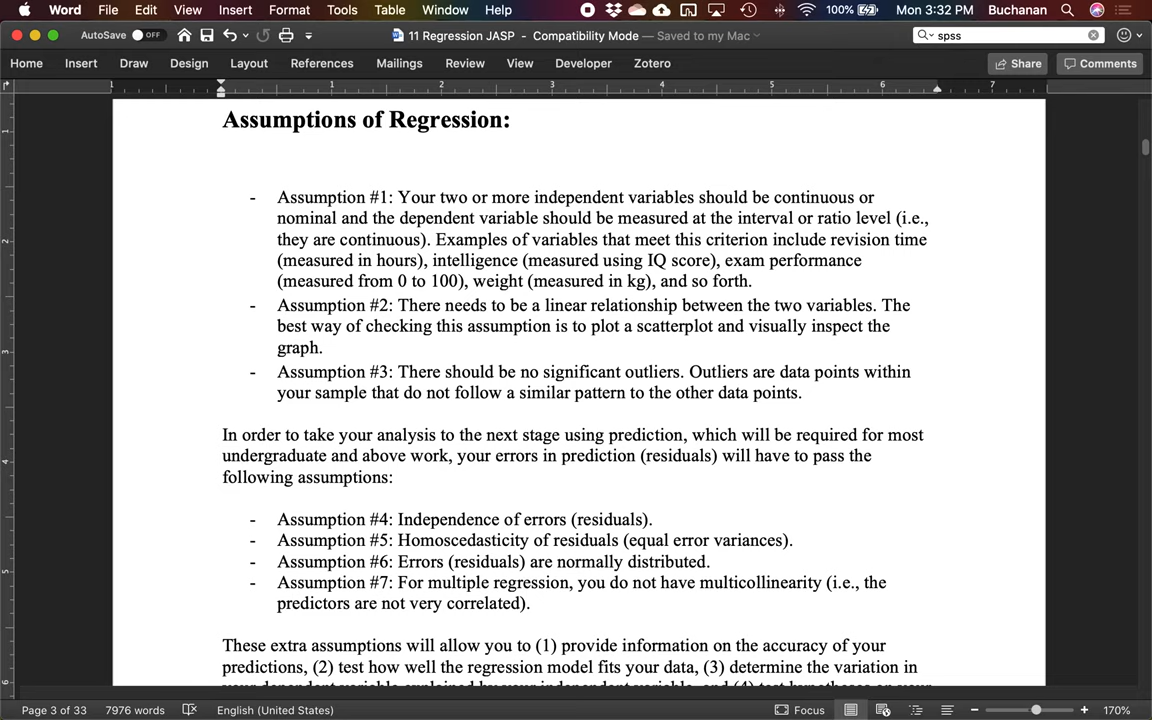 Word File Edit View Insert Format Tools Table Window Help 100% Mon 3:32 PM Buchanan
AutoSave OFF 11 Regression JASP - Compatibility Mode — Saved to my Mac spss
Home Insert Draw Design Layout References Mailings Review View Developer Zotero Share Comments
1 1 2 3 4 5 6 7
Assumptions of Regression:
- Assumption #1: Your two or more independent variables should be continuous or
nominal and the dependent variable should be measured at the interval or ratio level (i.e.,
they are continuous). Examples of variables that meet this criterion include revision time
(measured in hours), intelligence (measured using IQ score), exam performance
(measured from 0 to 100), weight (measured in kg), and so forth.
- Assumption #2: There needs to be a linear relationship between the two variables. The
best way of checking this assumption is to plot a scatterplot and visually inspect the
graph.
- Assumption #3: There should be no significant outliers. Outliers are data points within
your sample that do not follow a similar pattern to the other data points.
In order to take your analysis to the next stage using prediction, which will be required for most
undergraduate and above work, your errors in prediction (residuals) will have to pass the
following assumptions:
- Assumption #4: Independence of errors (residuals).
- Assumption #5: Homoscedasticity of residuals (equal error variances).
- Assumption #6: Errors (residuals) are normally distributed.
- Assumption #7: For multiple regression, you do not have multicollinearity (i.e., the
predictors are not very correlated).
These extra assumptions will allow you to (1) provide information on the accuracy of your
predictions, (2) test how well the regression model fits your data, (3) determine the variation in
Page 3 of 33 7976 words English (United States) Focus 170%